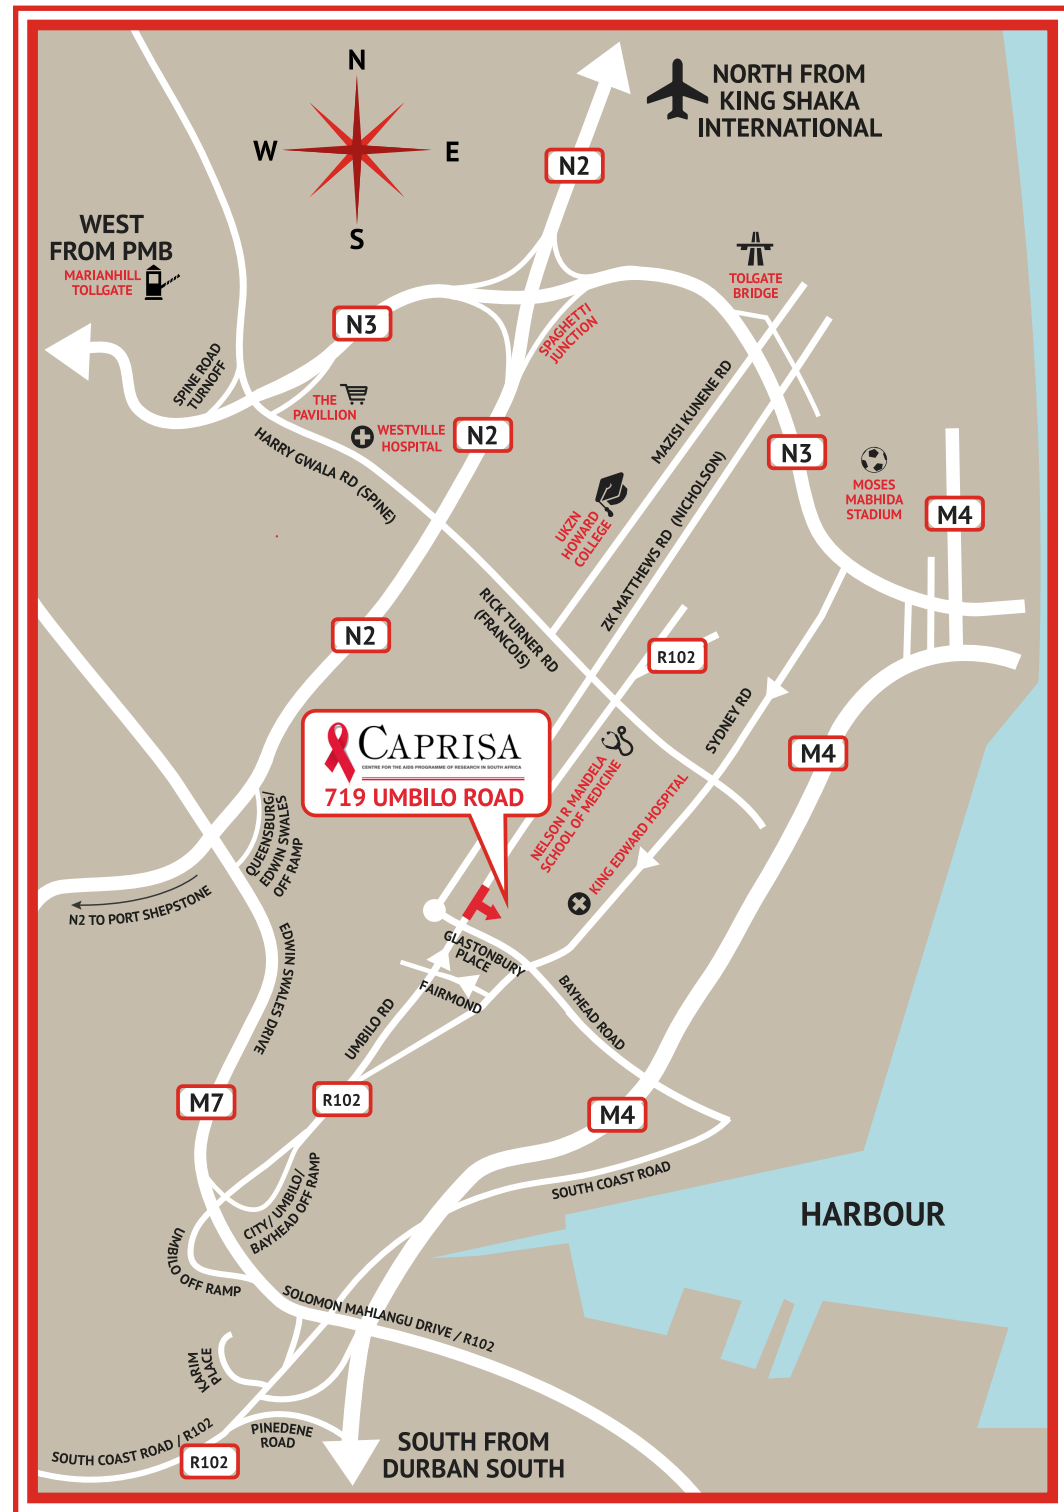 N
W
E
S
NORTH FROM
KING SHAKA
INTERNATIONAL
N2
WEST
FROM PMB
MARIANHILL
TOLLGATE
TOLGATE
BRIDGE
N3
SPAGHETTI
JUNCTION
SPINE ROAD
TURNOFF
THE
PAVILLION
WESTVILLE
HOSPITAL
N2
HARRY GWALA RD (SPINE)
MAZISI KUNENE RD
N3
MOSES
MABHIDA
STADIUM
M4
UKZN
HOWARD
COLLEGE
ZK MATTHEWS RD (NICHOLSON)
RICK TURNER RD
(FRANCOIS)
N2
R102
SYDNEY RD
M4
CAPRISA
CENTRE FOR THE AIDS PROGRAMME OF RESEARCH IN SOUTH AFRICA
719 UMBILO ROAD
NELSON R MANDELA
SCHOOL OF MEDICINE
KING EDWARD HOSPITAL
QUEENSBURG/
EDWIN SWALES
OFF RAMP
N2 TO PORT SHEPSTONE
EDWIN SWALES DRIVE
GLASTONBURY
PLACE
FAIRMOND
BAYHEAD ROAD
UMBILO RD
M7
R102
M4
CITY/ UMBILO/
BAYHEAD OFF RAMP
SOUTH COAST ROAD
HARBOUR
UMBILO OFF RAMP
SOLOMON MAHLANGU DRIVE / R102
KARIM
PLACE
PINEDENE
ROAD
SOUTH COAST ROAD / R102
R102
SOUTH FROM
DURBAN SOUTH